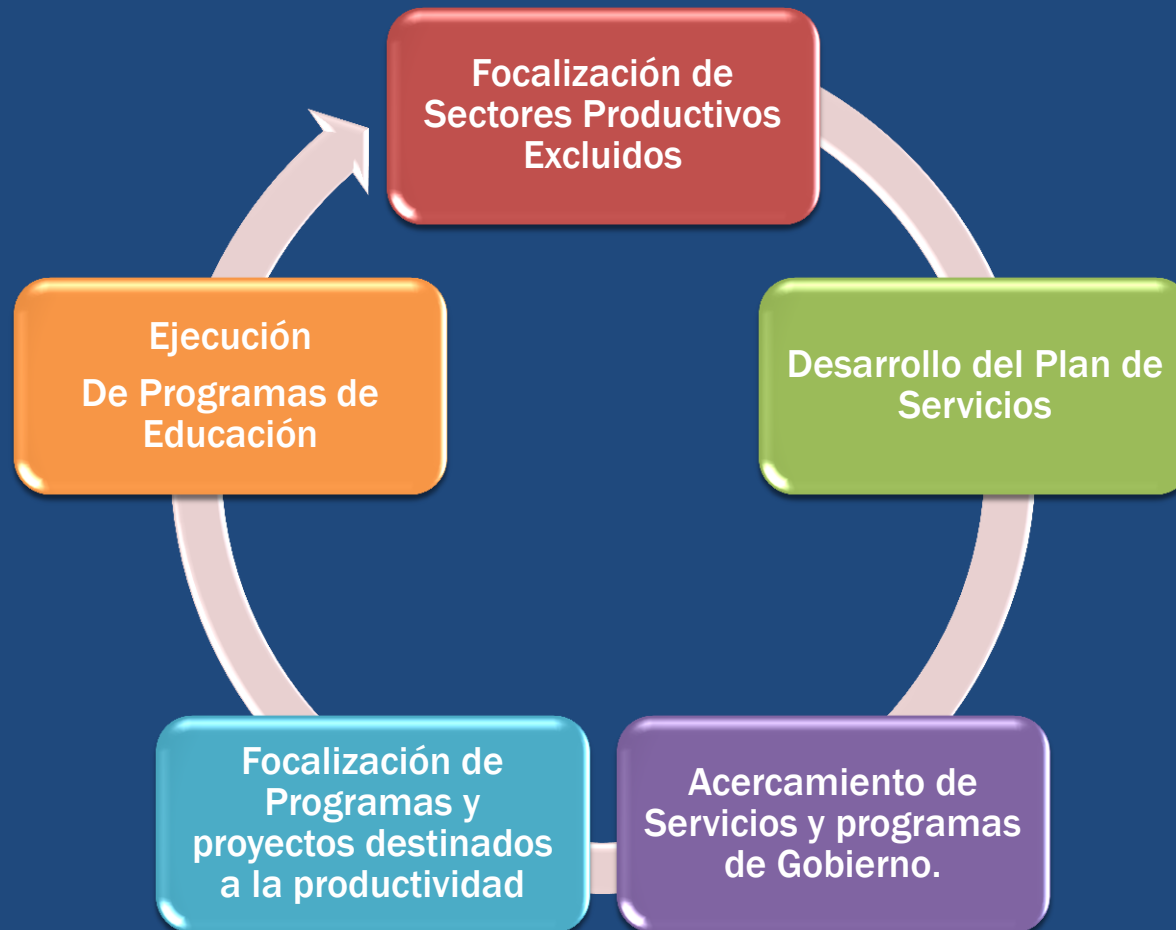 Focalización de
Sectores Productivos
Excluidos
Desarrollo del Plan de
Servicios
Acercamiento de
Servicios y programas
de Gobierno.
Focalización de
Programas y
proyectos destinados
a la productividad
Ejecución
De Programas de
Educación